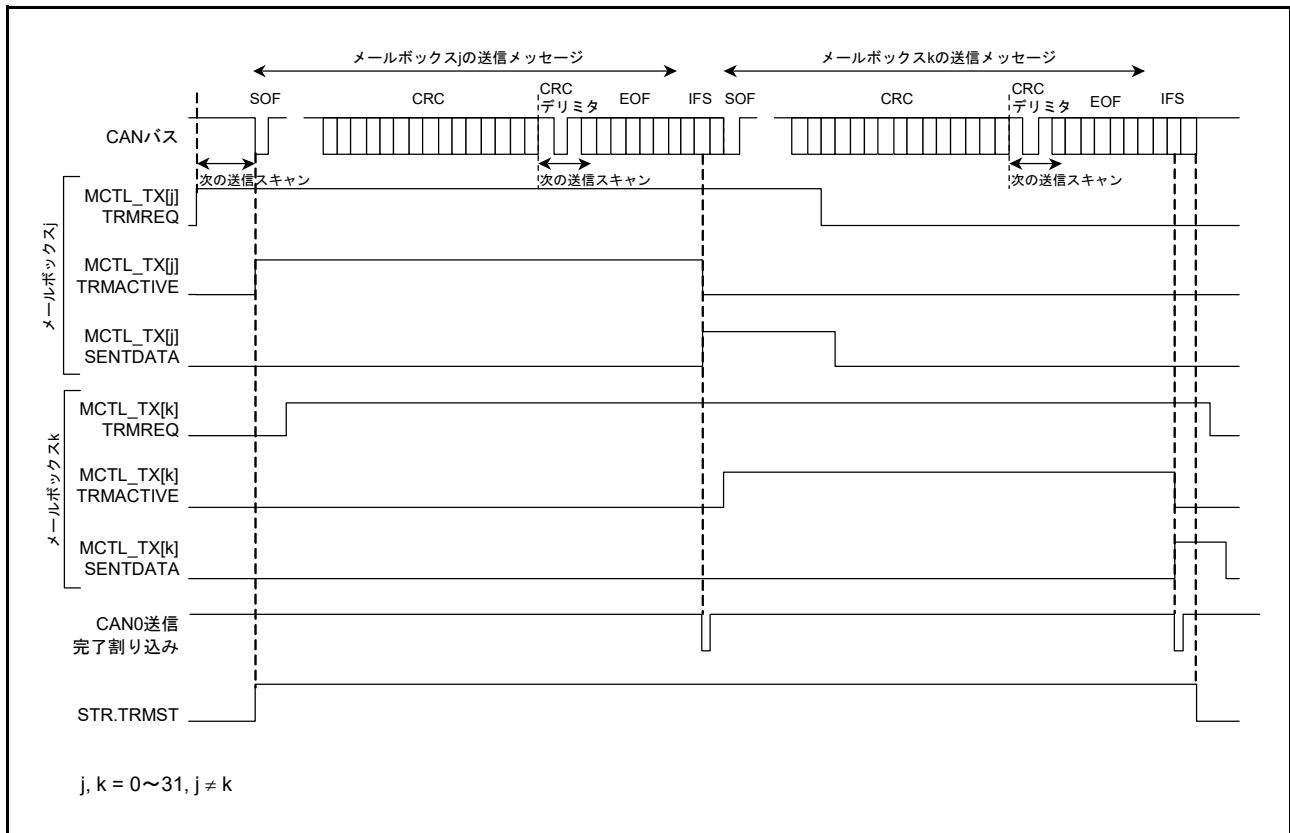 メールボックスjの送信メッセージ
メールボックスkの送信メッセージ
SOF
CRC
CRC
デリミタ
EOF
IFS
SOF
CRC
CRC
デリミタ
EOF
IFS
CANバス
次の送信スキャン
次の送信スキャン
次の送信スキャン
メールボックスj
MCTL_TX[j]
TRMREQ
MCTL_TX[j]
TRMACTIVE
MCTL_TX[j]
SENTDATA
メールボックスk
MCTL_TX[k]
TRMREQ
MCTL_TX[k]
TRMACTIVE
MCTL_TX[k]
SENTDATA
CAN0送信
完了割り込み
STR.TRMST
j, k = 0〜31, j ≠ k